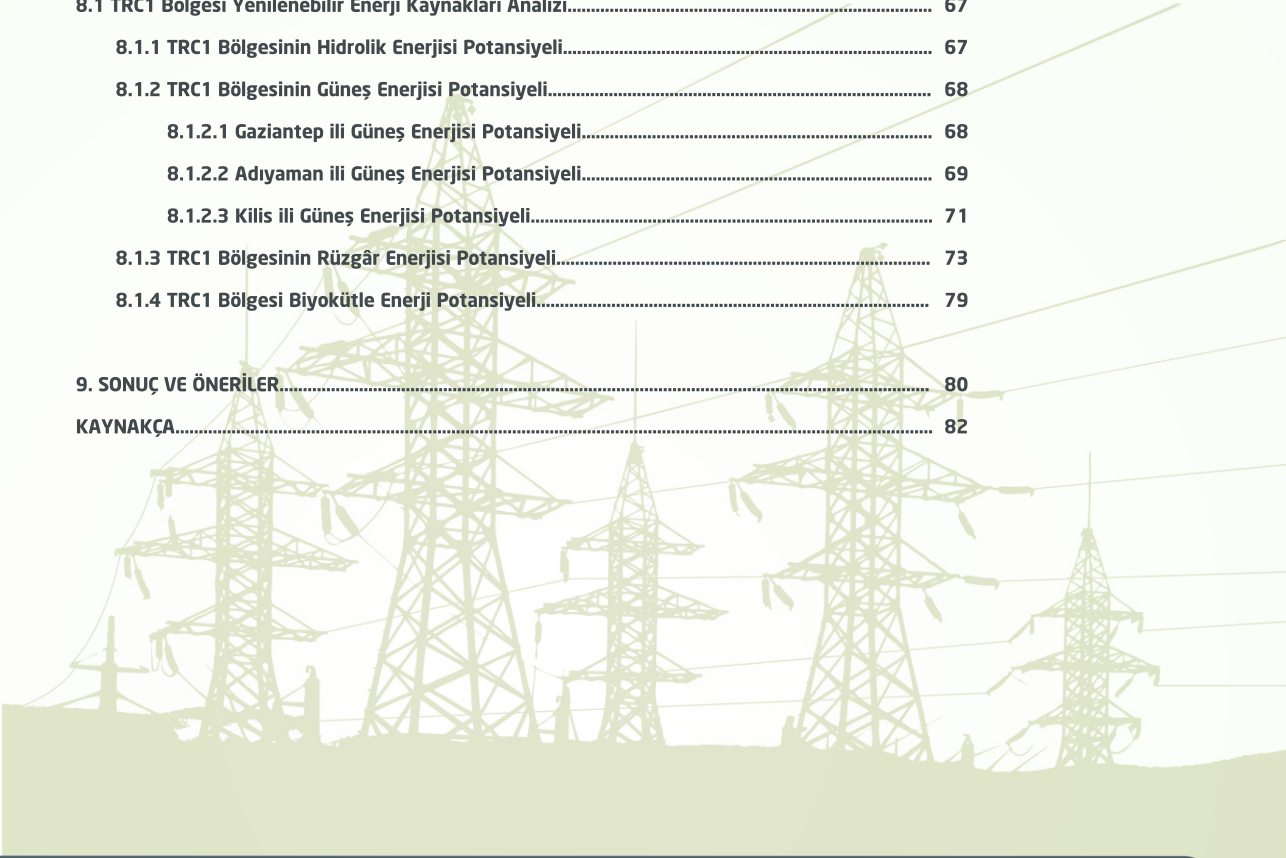 8.1 TRC1 Bölgesi Yenilenebilir Enerji Kaynakları Analizi........................................ 67
8.1.1 TRC1 Bölgesinin Hidrolik Enerjisi Potansiyeli........................................ 67
8.1.2 TRC1 Bölgesinin Güneş Enerjisi Potansiyeli........................................ 68
8.1.2.1 Gaziantep ili Güneş Enerjisi Potansiyeli........................................ 68
8.1.2.2 Adıyaman ili Güneş Enerjisi Potansiyeli........................................ 69
8.1.2.3 Kilis ili Güneş Enerjisi Potansiyeli........................................ 71
8.1.3 TRC1 Bölgesinin Rüzgâr Enerjisi Potansiyeli........................................ 73
8.1.4 TRC1 Bölgesi Biyokütle Enerji Potansiyeli........................................ 79
9. SONUÇ VE ÖNERİLER........................................ 80
KAYNAKÇA........................................ 82